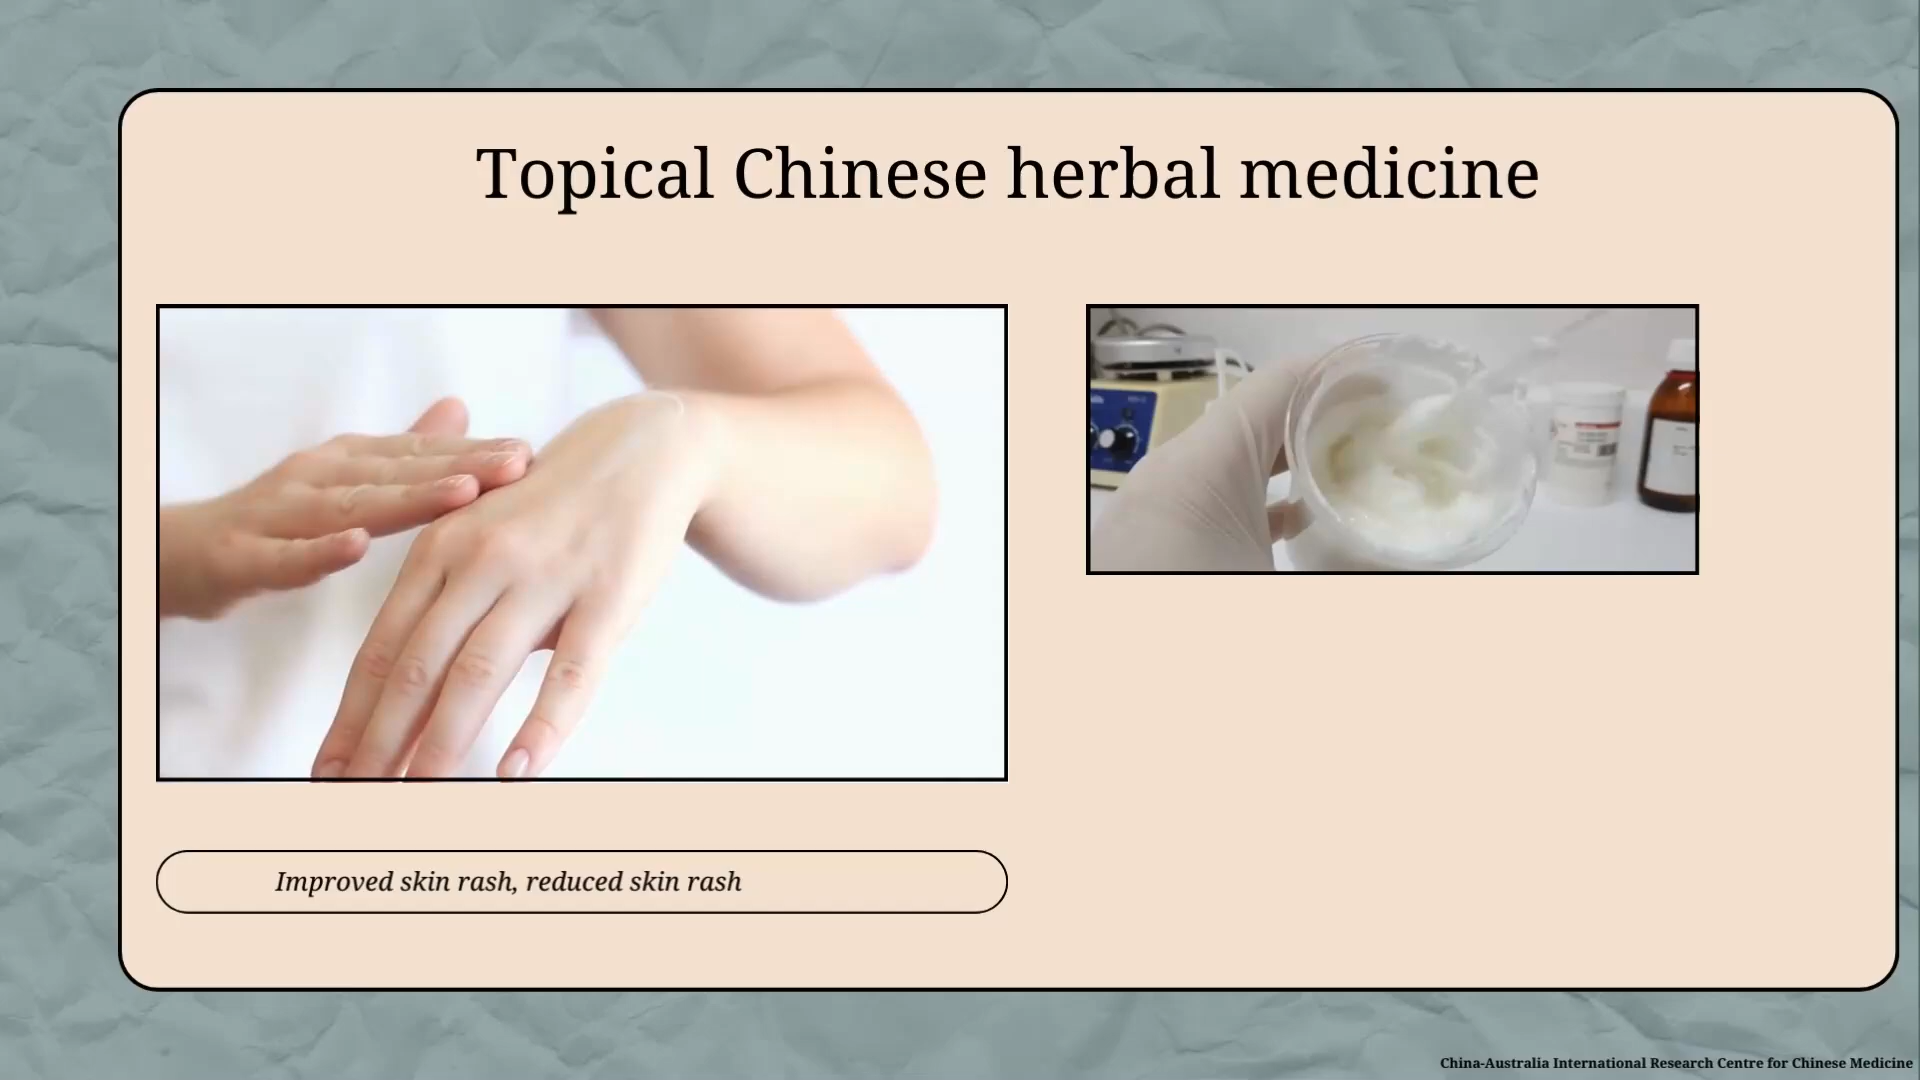 Topical Chinese herbal medicine
Improved skin rash, reduced skin rash
China-Australia International Research Centre for Chinese Medicine